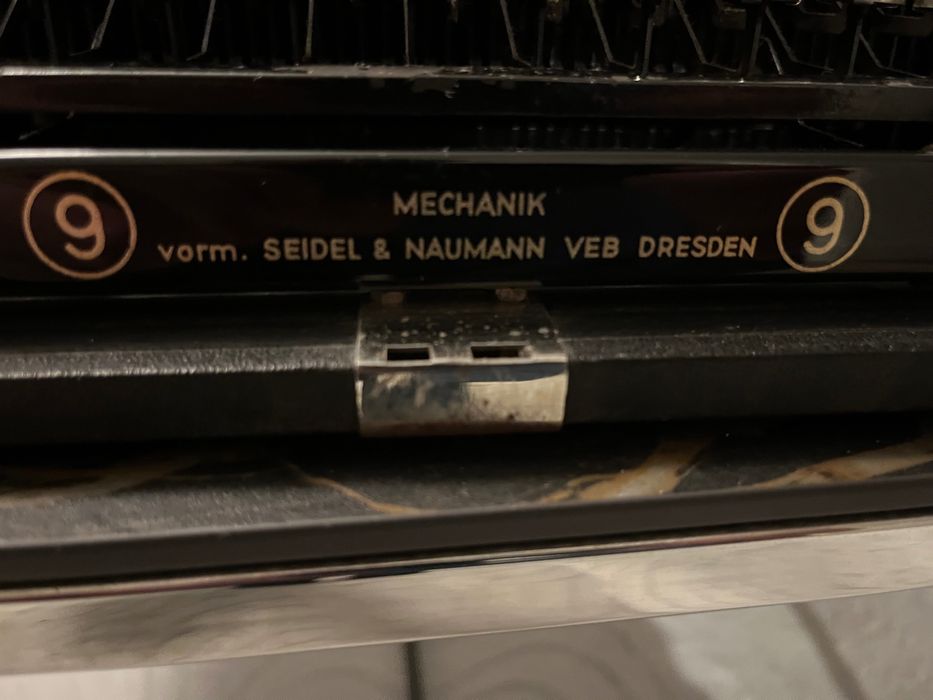 MECHANIK
9 vorm. SEIDEL & NAUMANN VEB DRESDEN 9